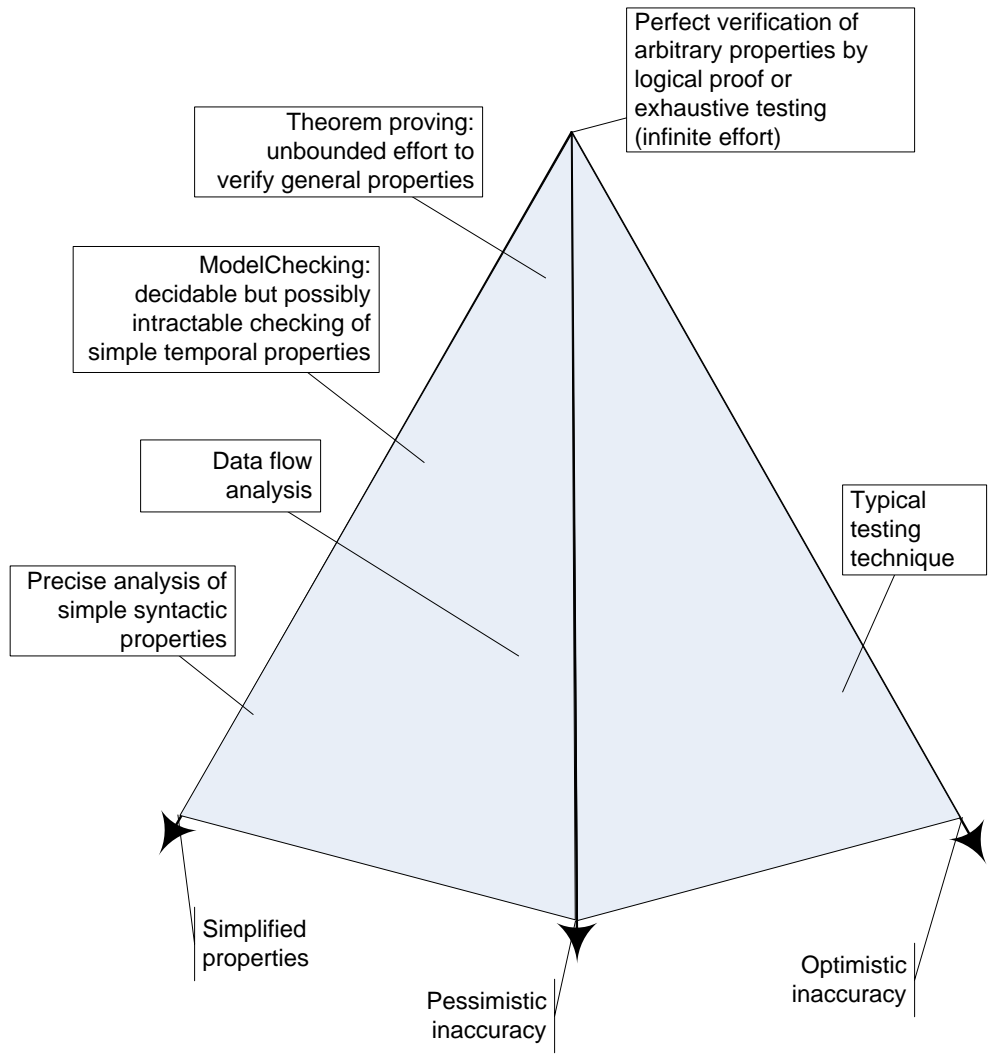 Perfect verification of
arbitrary properties by
logical proof or
exhaustive testing
(infinite effort)
Theorem proving:
unbounded effort to
verify general properties
ModelChecking:
decidable but possibly
intractable checking of
simple temporal properties
Data flow
analysis
Typical
testing
technique
Precise analysis of
simple syntactic
properties
Simplified
properties
Pessimistic
inaccuracy
Optimistic
inaccuracy